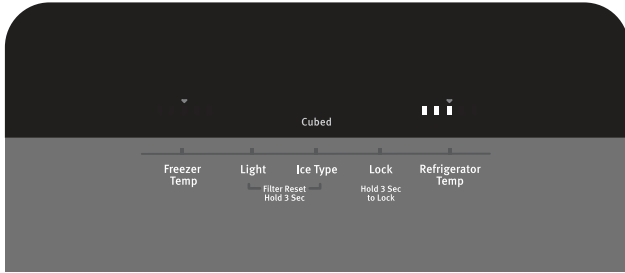 Cubed
Freezer Temp
Light
Ice Type
Lock
Refrigerator Temp
Filter Reset
Hold 3 Sec
Hold 3 Sec
to Lock